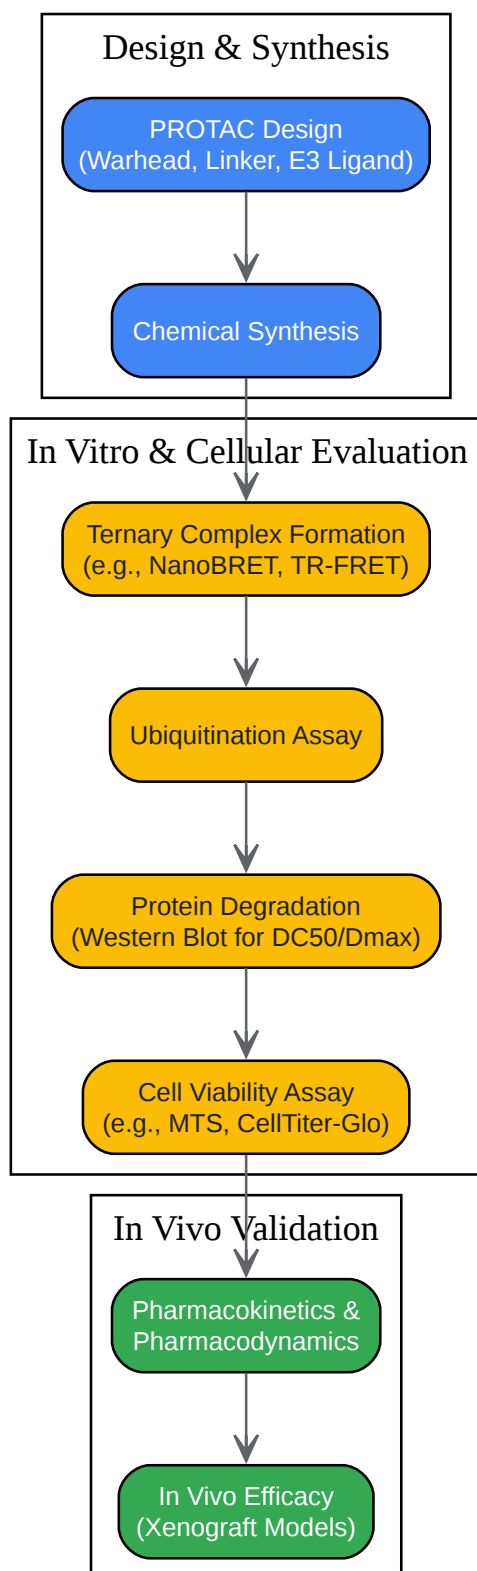 Design & Synthesis
PROTAC Design
(Warhead, Linker, E3 Ligand)
Chemical Synthesis
In Vitro & Cellular Evaluation
Ternary Complex Formation
(e.g., NanoBRET, TR-FRET)
Ubiquitination Assay
Protein Degradation
(Western Blot for DC50/Dmax)
Cell Viability Assay
(e.g., MTS, CellTiter-Glo)
In Vivo Validation
Pharmacokinetics &
Pharmacodynamics
In Vivo Efficacy
(Xenograft Models)